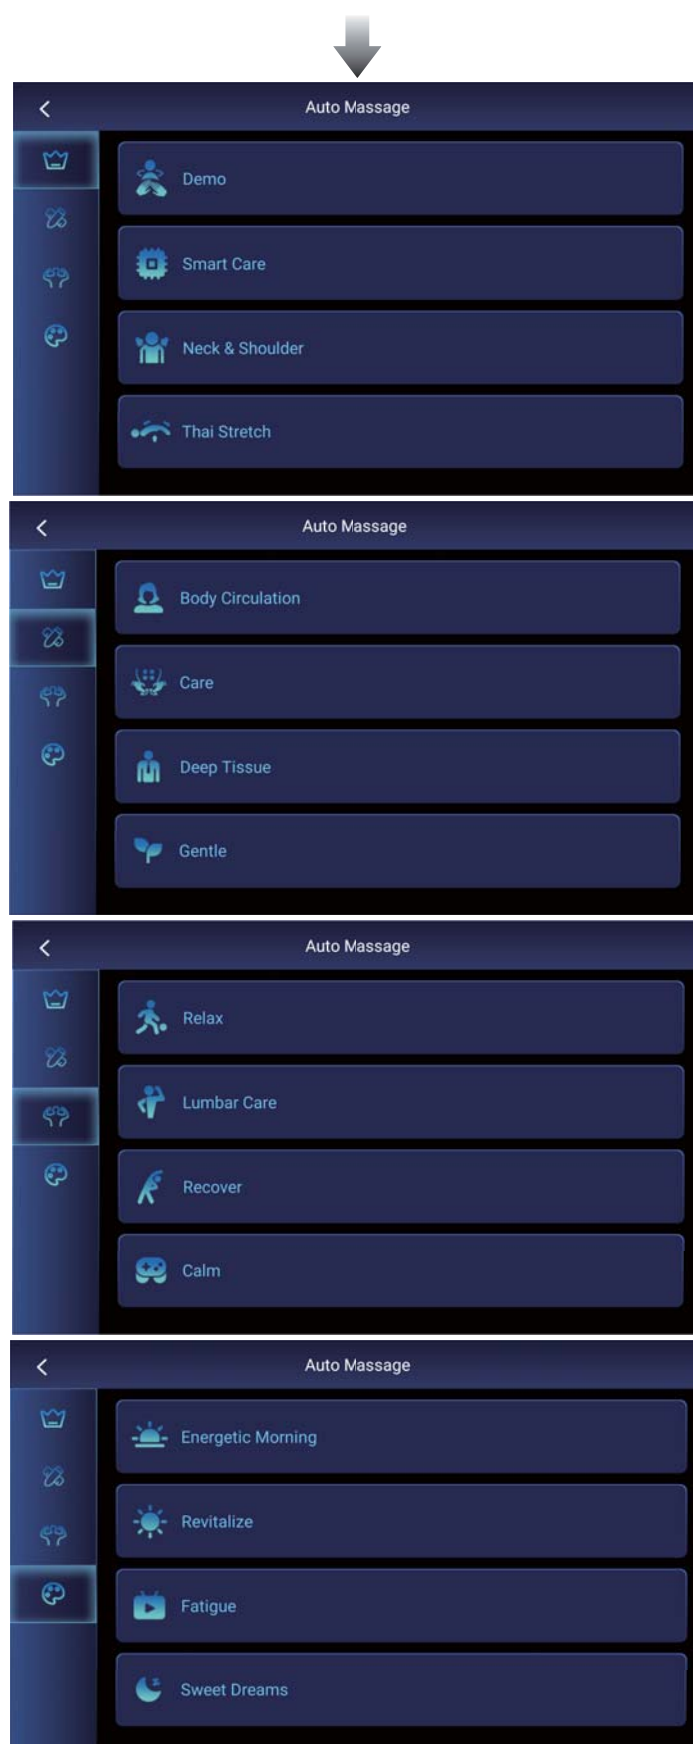 Auto Massage
Demo
Smart Care
Neck & Shoulder
Thai Stretch
Auto Massage
Body Circulation
Care
Deep Tissue
Gentle
Auto Massage
Relax
Lumbar Care
Recover
Calm
Auto Massage
Energetic Morning
Revitalize
Fatigue
Sweet Dreams